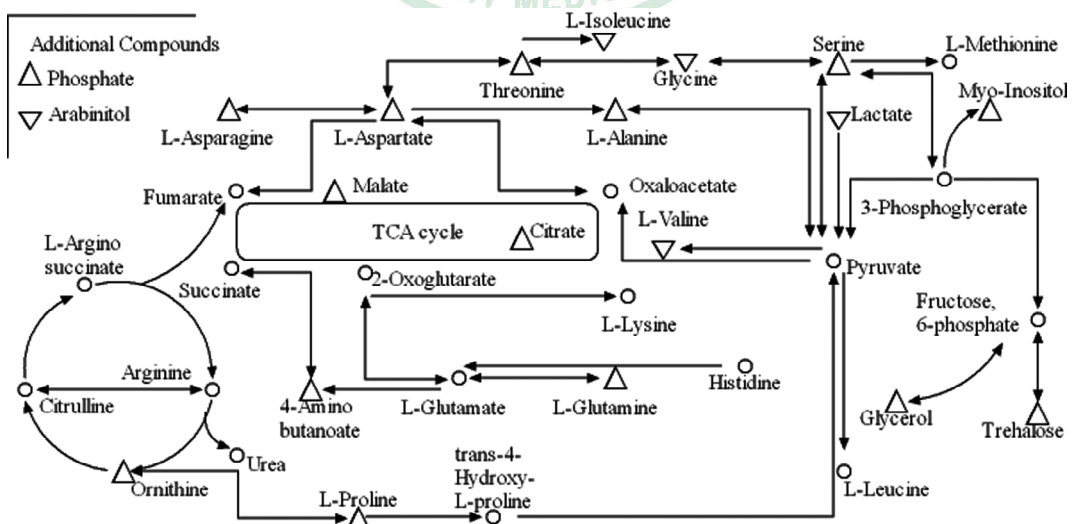 MEDI
L-Isoleucine
Additional Compounds
Phosphate
Arabinitol
Serine
L-Methionine
Threonine
Glycine
Myo-Inositol
Lactate
L-Asparagine
L-Aspartate
L-Alanine
Fumarate
Malate
Oxaloacetate
3-Phosphoglycerate
L-Valine
TCA cycle
Citrate
L-Argino
succinate
Succinate
2-Oxoglutarate
Pyruvate
L-Lysine
Fructose,
6-phosphate
Arginine
Citrulline
4-Amino
butanoate
L-Glutamate
L-Glutamine
Histidine
Glycerol
Trehalose
Urea
Ornithine
trans-4-
Hydroxy-
L-proline
L-Proline
L-Leucine